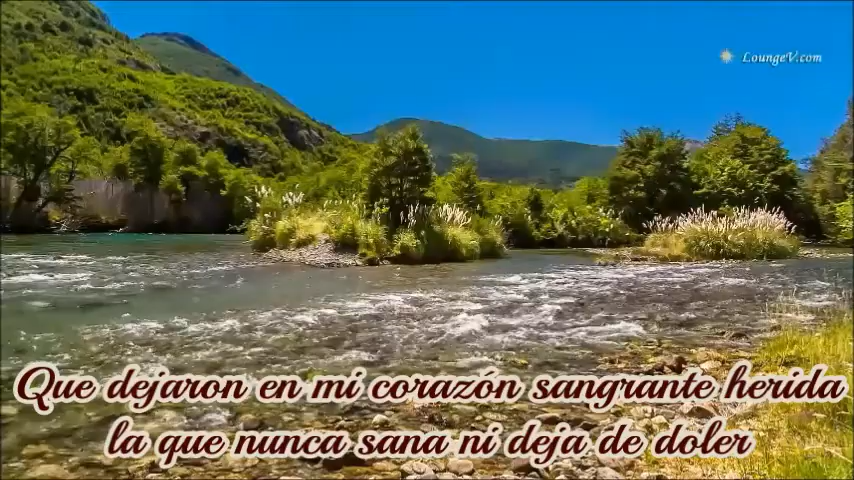 LoungeV.com
Que dejaron en mi corazón sangrante herida
la que nunca sana ni deja de doler